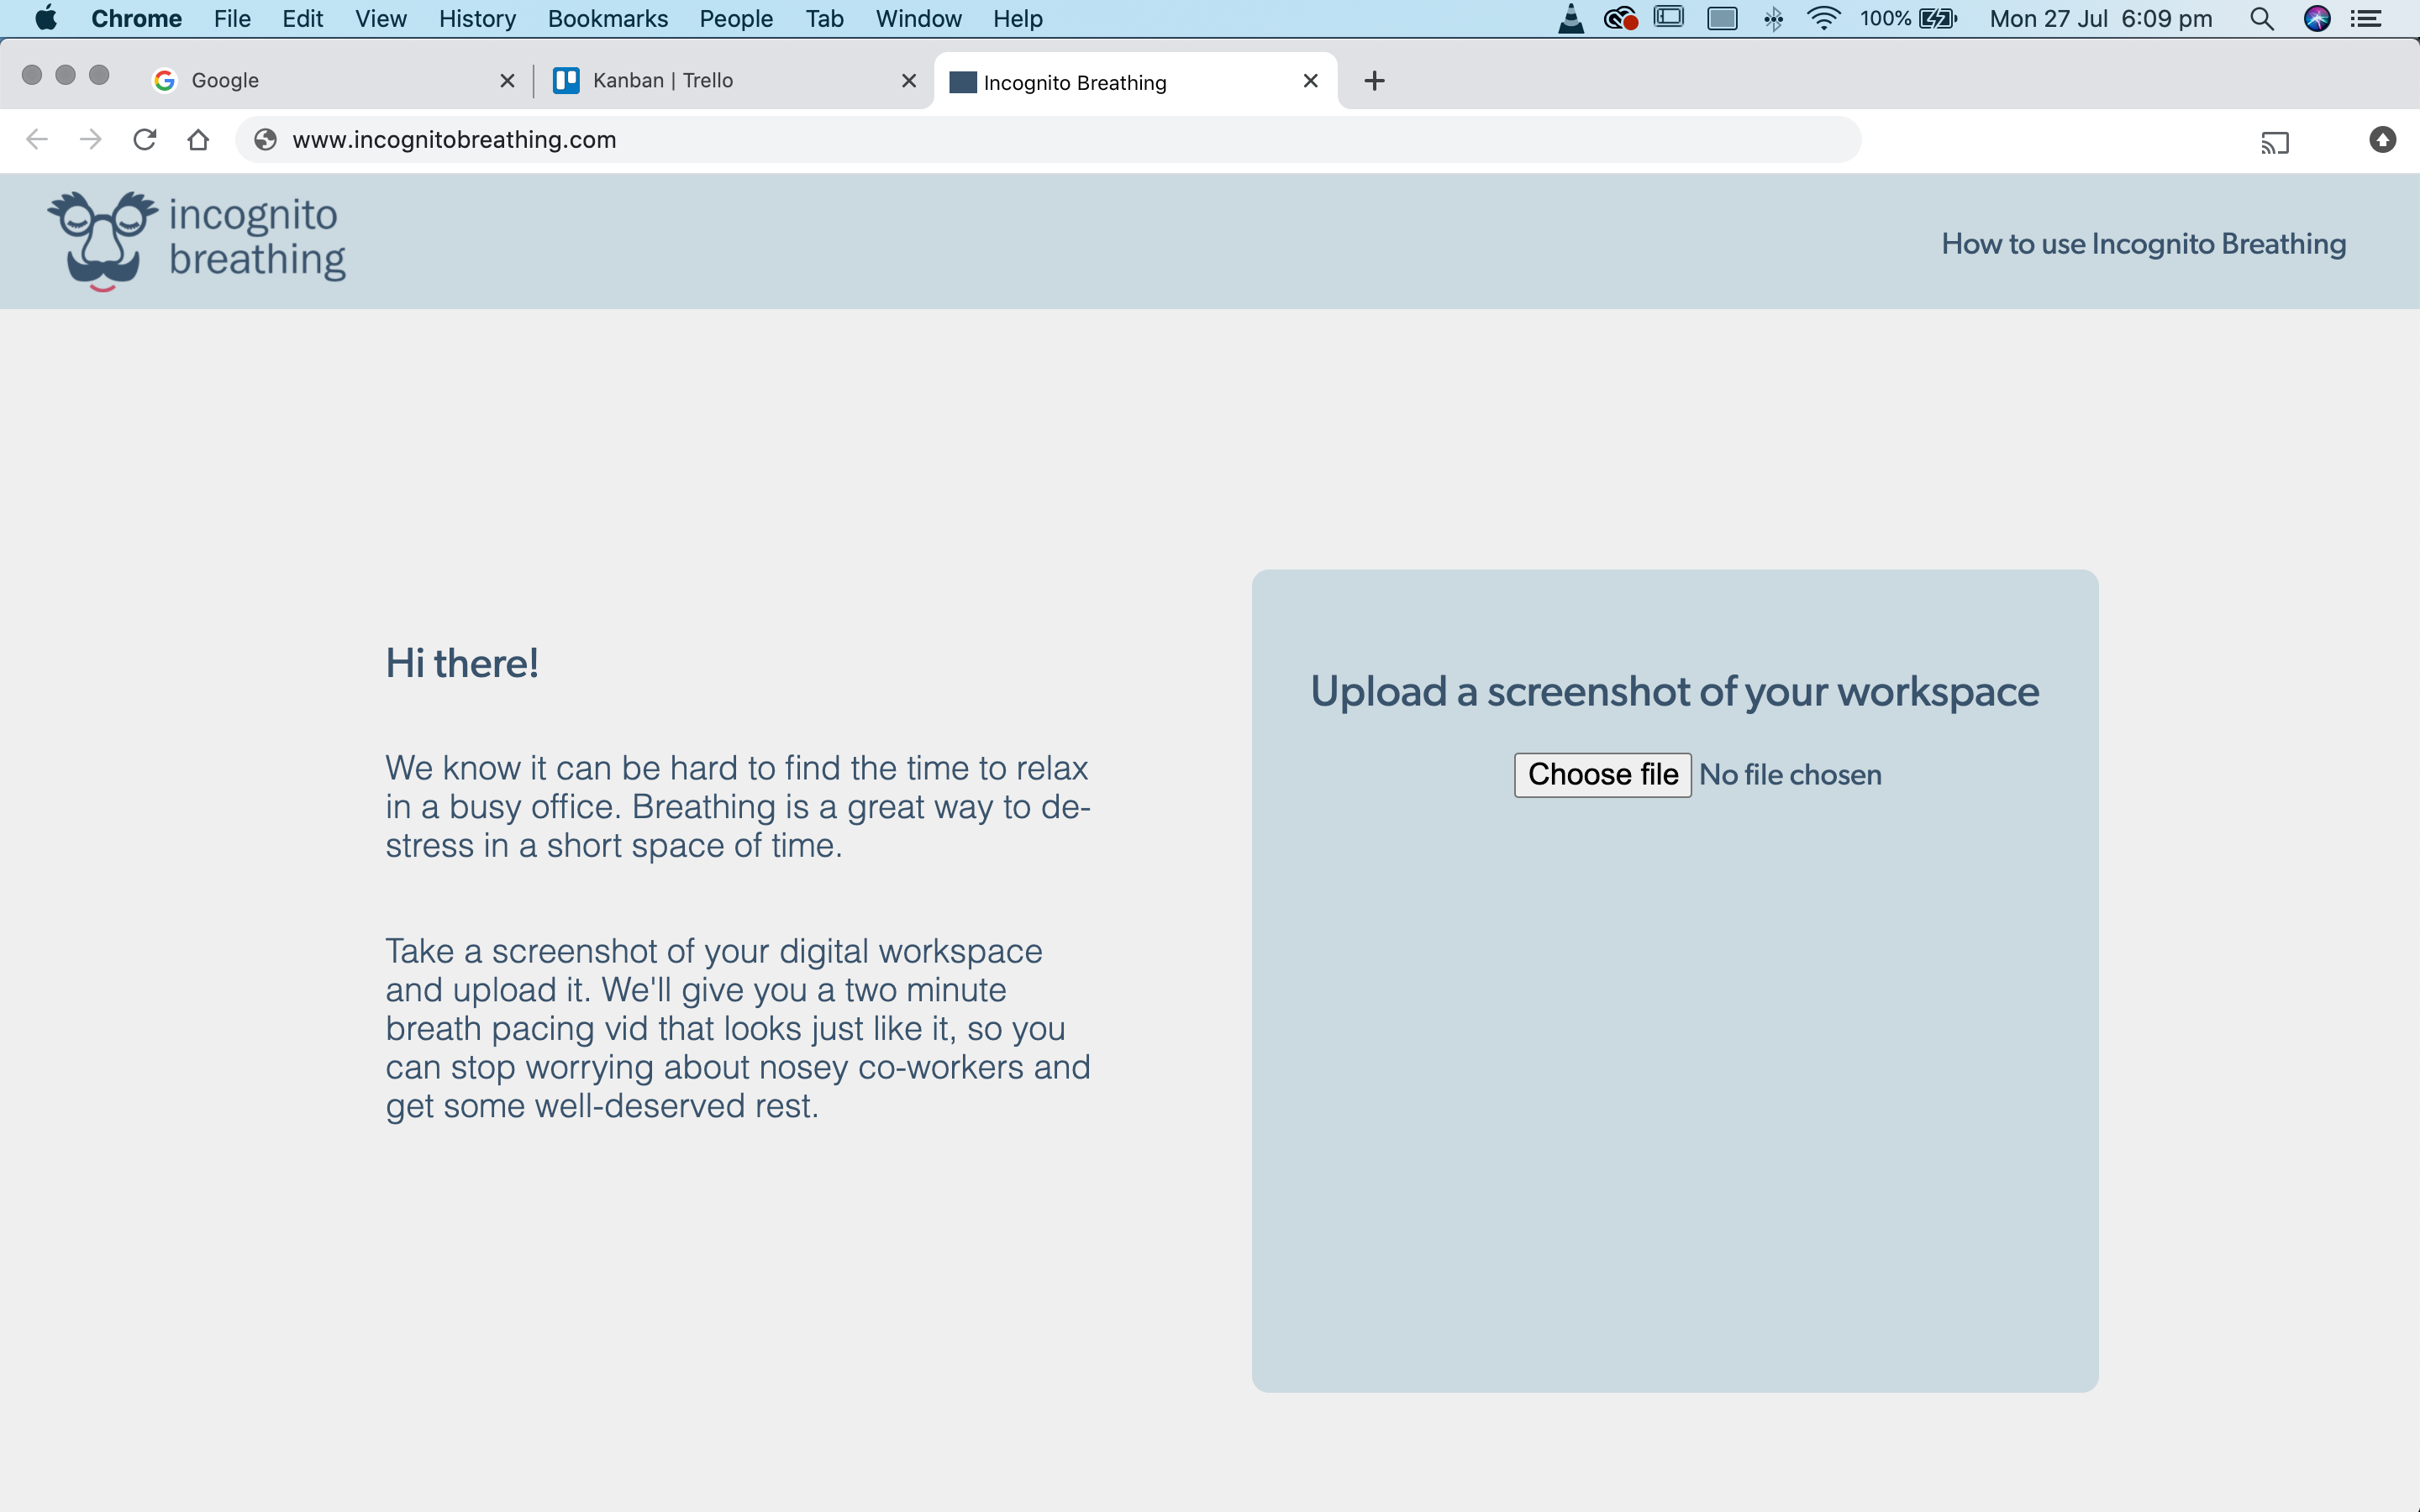 Chrome File Edit View History Bookmarks People Tab Window Help 100% Mon 27 Jul 6:09 pm
Google Kanban | Trello Incognito Breathing
www.incognitobreathing.com
incognito
breathing
How to use Incognito Breathing
Hi there!
We know it can be hard to find the time to relax
in a busy office. Breathing is a great way to de-
stress in a short space of time.
Take a screenshot of your digital workspace
and upload it. We'll give you a two minute
breath pacing vid that looks just like it, so you
can stop worrying about nosey co-workers and
get some well-deserved rest.
Upload a screenshot of your workspace
Choose file No file chosen